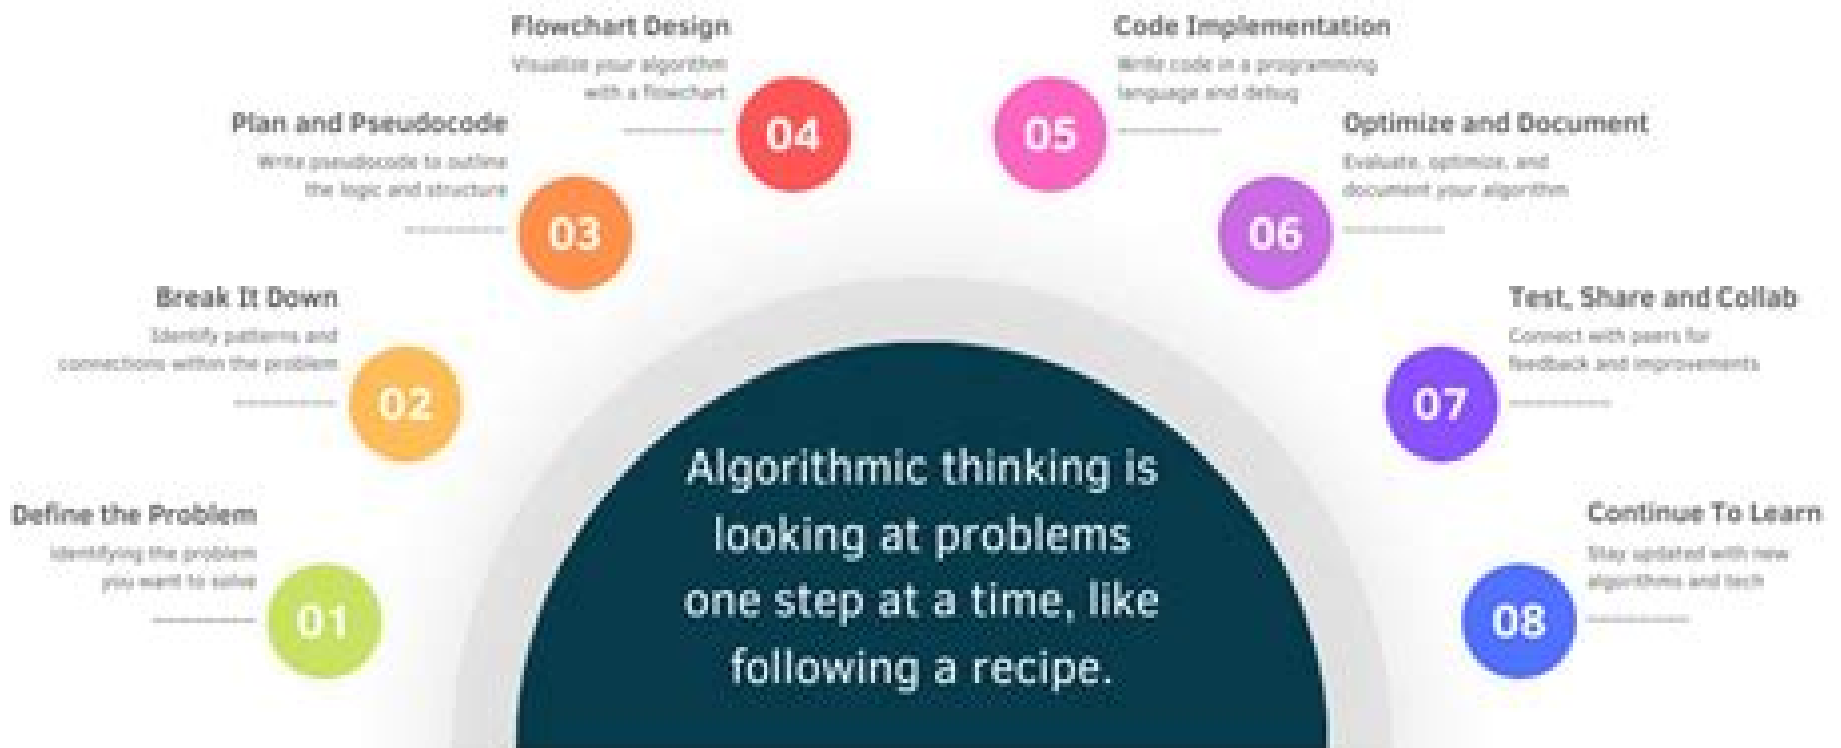 Define the Problem
Identifying the problem
you want to solve
01
Break It Down
Identify patterns and
connections within the problem
02
Plan and Pseudocode
Write pseudocode to outline
the logic and structure
03
Flowchart Design
Visualize your algorithm
with a flowchart
04
Code Implementation
Write code in a programming
language and debug
05
Optimize and Document
Evaluate, optimize, and
document your algorithm
06
Test, Share and Collab
Connect with peers for
feedback and improvements
07
Continue To Learn
Stay updated with new
algorithms and tech
08
Algorithmic thinking is
looking at problems
one step at a time, like
following a recipe.